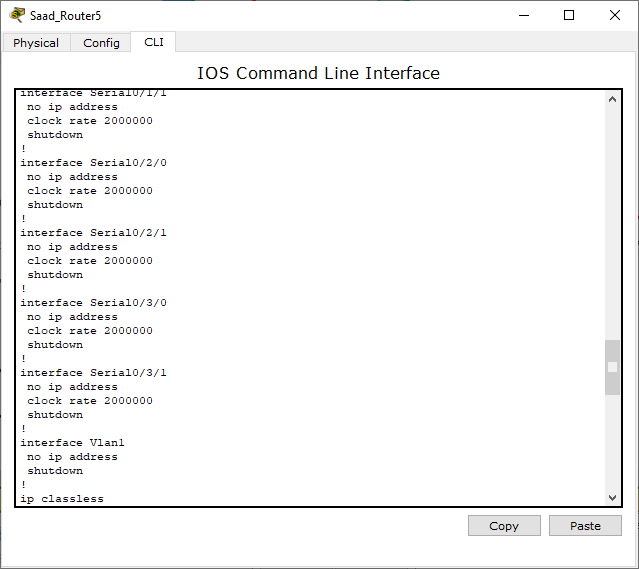 Saad_Router5
Physical Config CLI
IOS Command Line Interface
interface Serial0/1/1
 no ip address
 clock rate 2000000
 shutdown
!
interface Serial0/2/0
 no ip address
 clock rate 2000000
 shutdown
!
interface Serial0/2/1
 no ip address
 clock rate 2000000
 shutdown
!
interface Serial0/3/0
 no ip address
 clock rate 2000000
 shutdown
!
interface Serial0/3/1
 no ip address
 clock rate 2000000
 shutdown
!
interface Vlan1
 no ip address
 shutdown
!
ip classless
Copy Paste